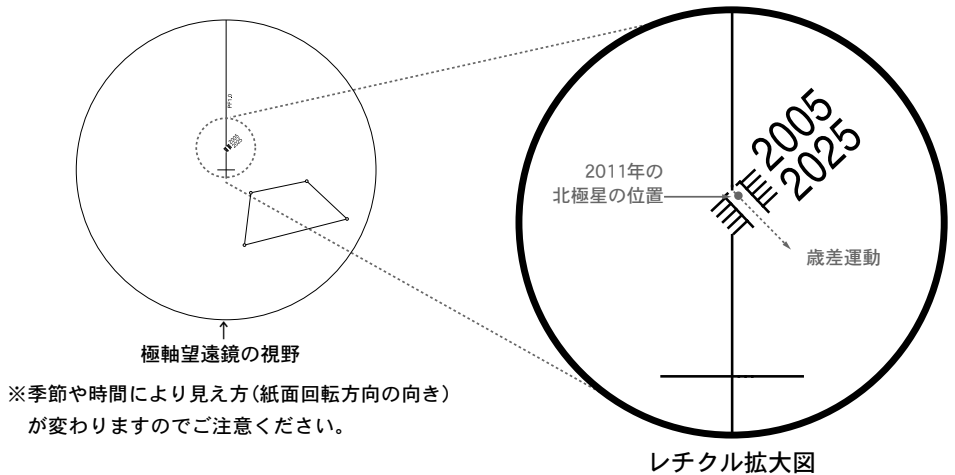 2005
2025
2011年の
北極星の位置
歳差運動
2005
2025
極軸望遠鏡の視野
※季節や時間により見え方(紙面回転方向の向き)
が変わりますのでご注意ください。
レチクル拡大図